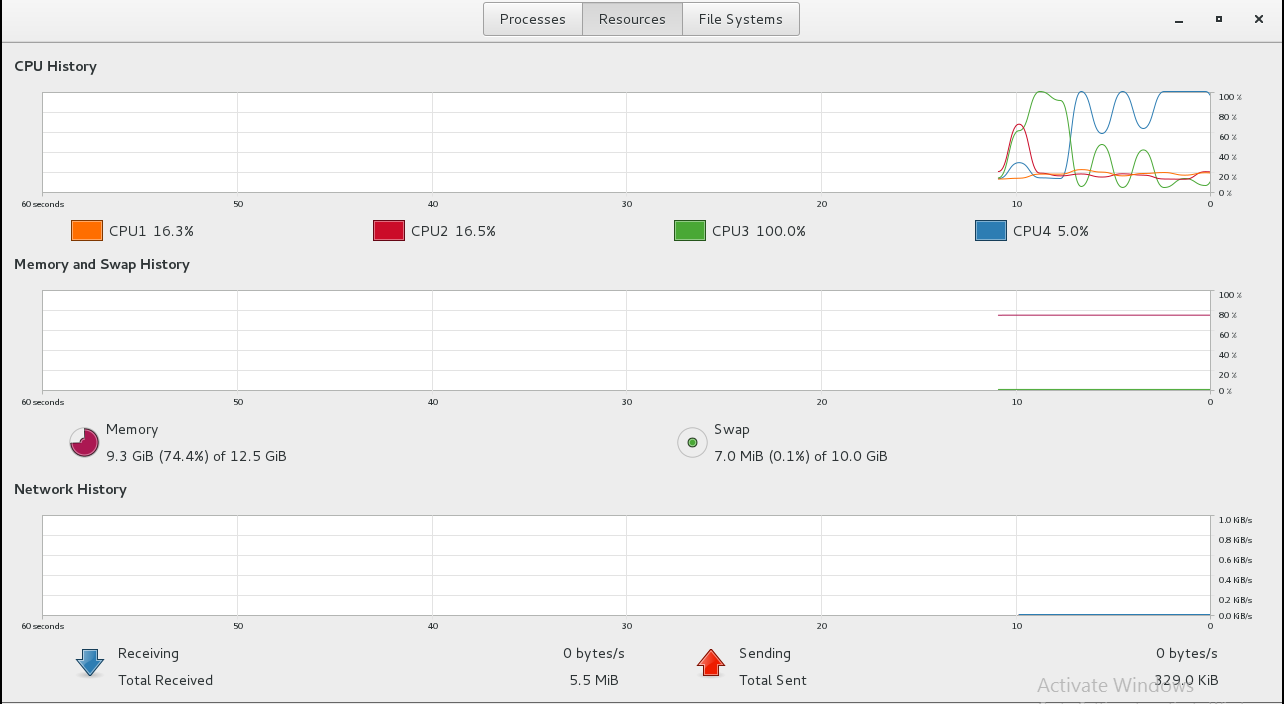 Processes Resources File Systems
CPU History
100 %
80 %
60 %
40 %
20 %
0 %
60 seconds 50 40 30 20 10 0
CPU1 16.3% CPU2 16.5% CPU3 100.0% CPU4 5.0%
Memory and Swap History
100 %
80 %
60 %
40 %
20 %
0 %
60 seconds 50 40 30 20 10 0
Memory Swap
9.3 GiB (74.4%) of 12.5 GiB 7.0 MiB (0.1%) of 10.0 GiB
Network History
1.0 KiB/s
0.8 KiB/s
0.6 KiB/s
0.4 KiB/s
0.2 KiB/s
0.0 KiB/s
60 seconds 50 40 30 20 10 0
Receiving 0 bytes/s Sending 0 bytes/s
Total Received 5.5 MiB Total Sent 329.0 KiB
Activate Windows